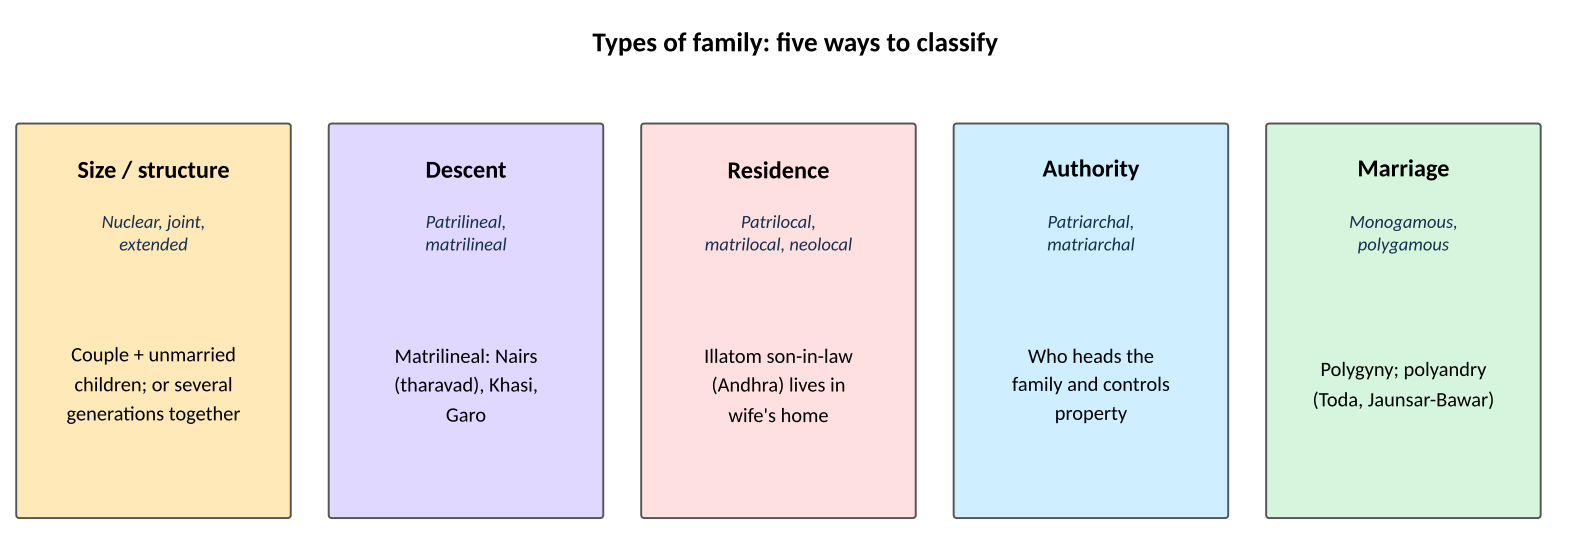 Types of family: five ways to classify
Size / structure
Nuclear, joint,
extended
Couple + unmarried
children; or several
generations together
Descent
Patrilineal,
matrilineal
Matrilineal: Nairs
(tharavad), Khasi,
Garo
Residence
Patrilocal,
matrilocal, neolocal
Illatom son-in-law
(Andhra) lives in
wife's home
Authority
Patriarchal,
matriarchal
Who heads the
family and controls
property
Marriage
Monogamous,
polygamous
Polygyny; polyandry
(Toda, Jaunsar-Bawar)